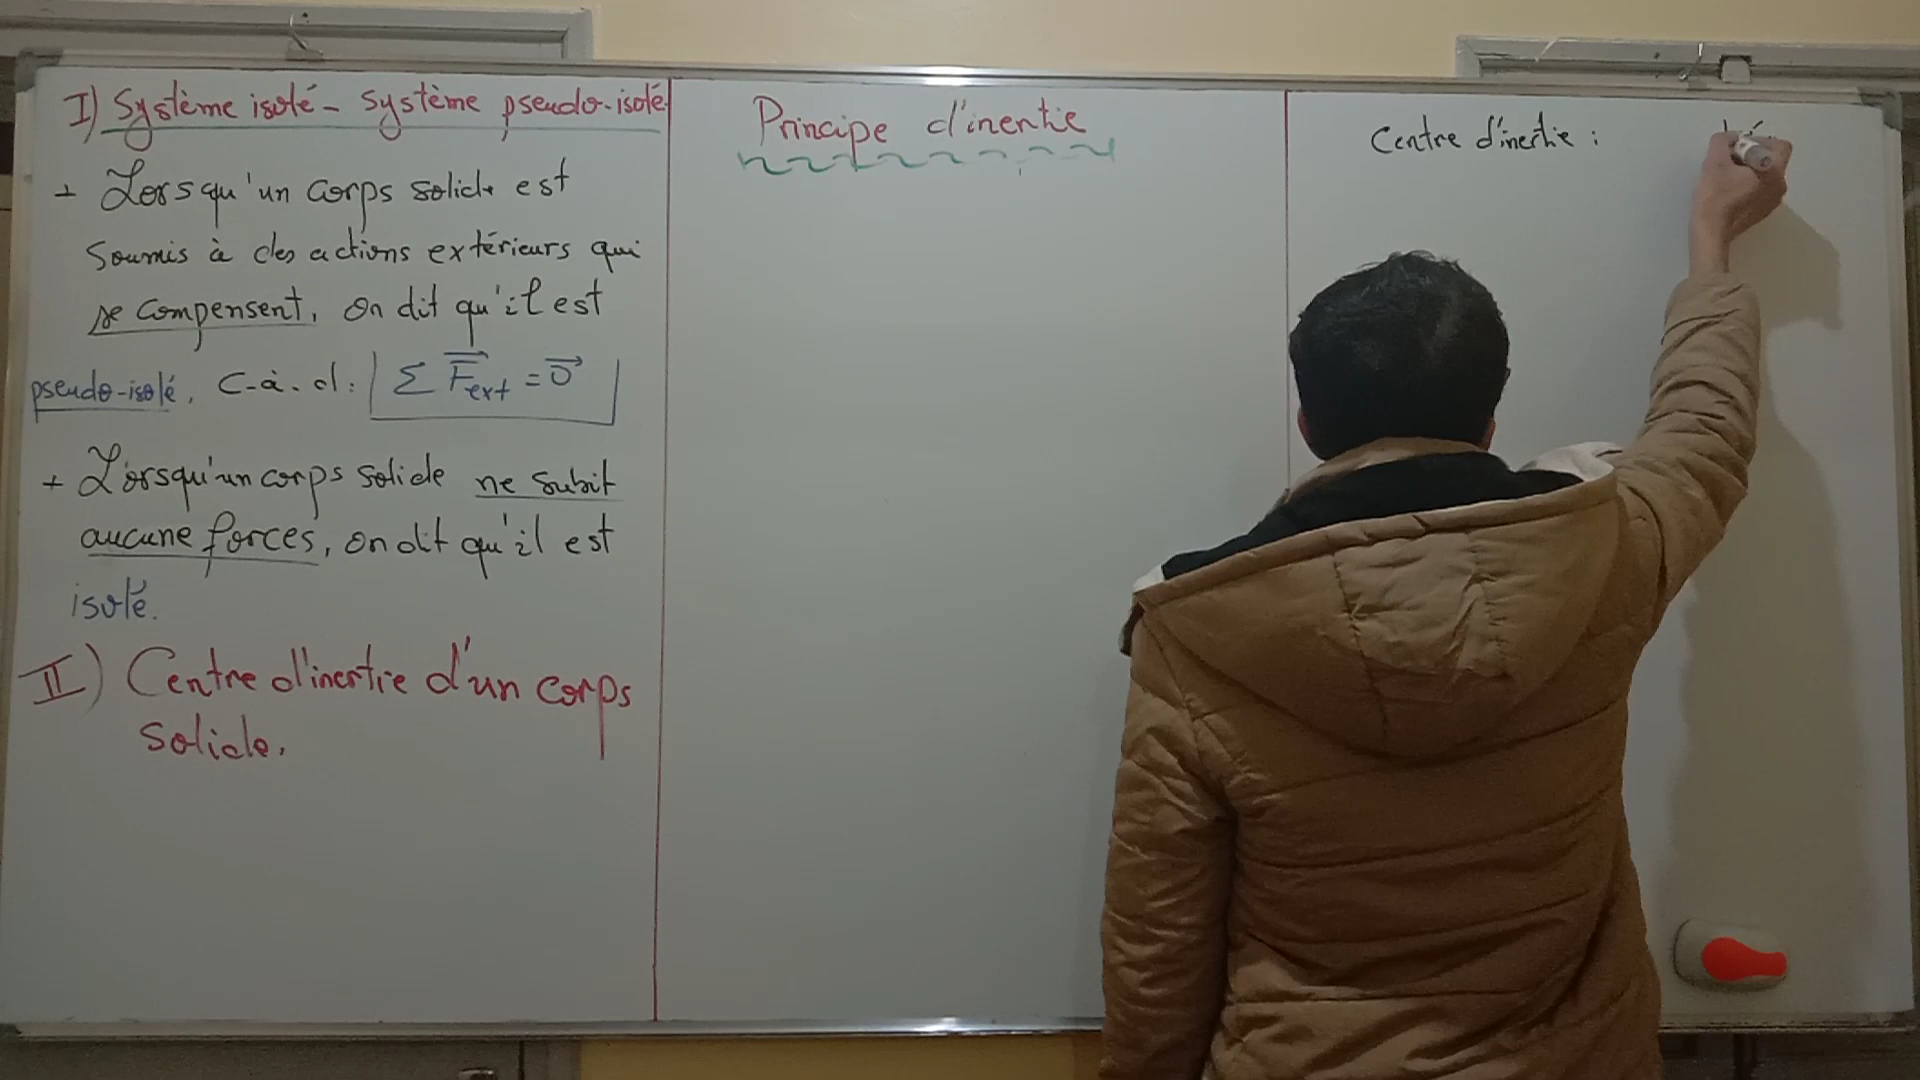 I) Système isolé - système pseudo-isolé
+ Lorsqu'un corps solide est
soumis à des actions extérieurs qui
se compensent, on dit qu'il est
pseudo-isolé. C-à-d: Σ F⃗ext = 0⃗
+ Lorsqu'un corps solide ne subit
aucune forces, on dit qu'il est
isolé.
II) Centre d'inertie d'un corps
solide.
Principe d'inertie
Centre d'inertie :